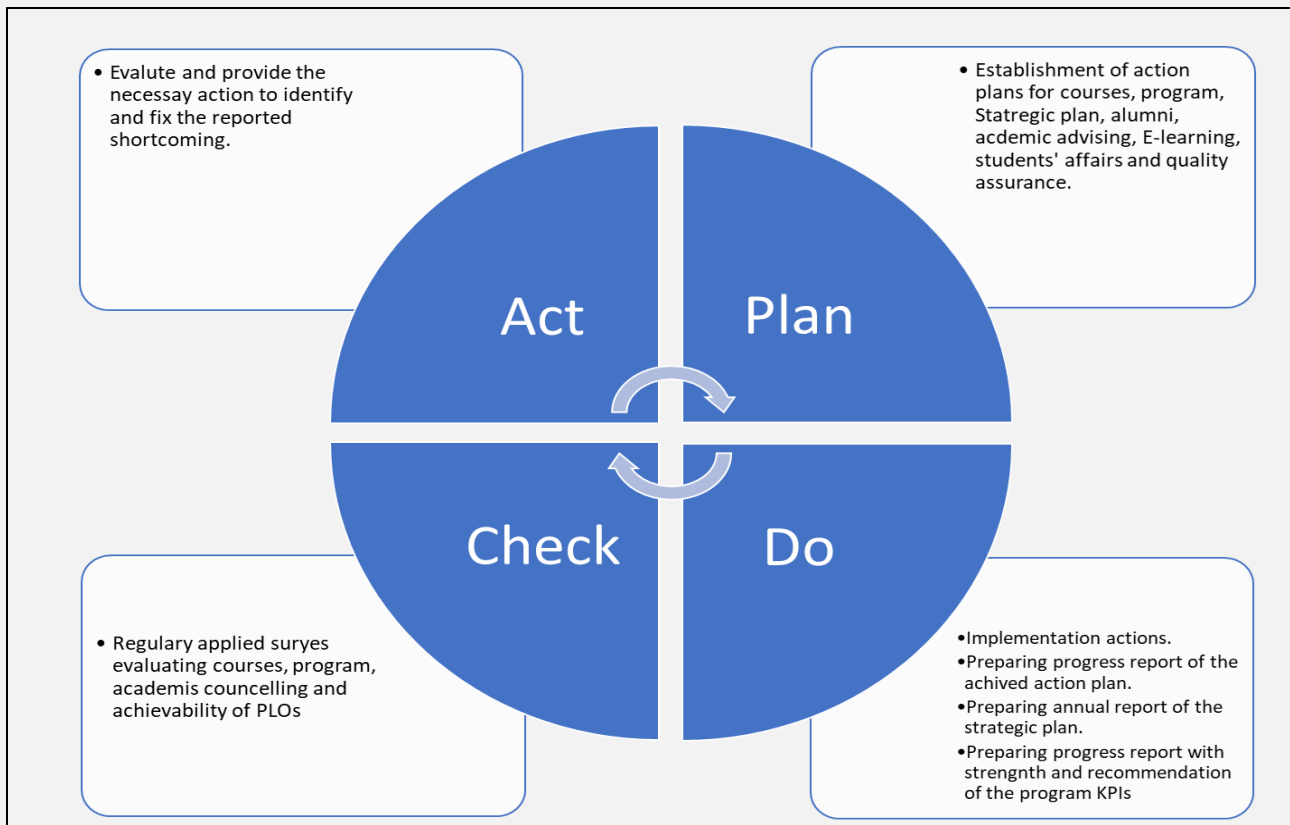 • Evalute and provide the
necessay action to identify
and fix the reported
shortcoming.
• Establishment of action
plans for courses, program,
Statregic plan, alumni,
acdemic advising, E-learning,
students' affairs and quality
assurance.
Act
Plan
Check
Do
• Regulary applied suryes
evaluating courses, program,
academis councelling and
achievability of PLOs
•Implementation actions.
•Preparing progress report of the
achived action plan.
•Preparing annual report of the
strategic plan.
•Preparing progress report with
strengnth and recommendation
of the program KPIs